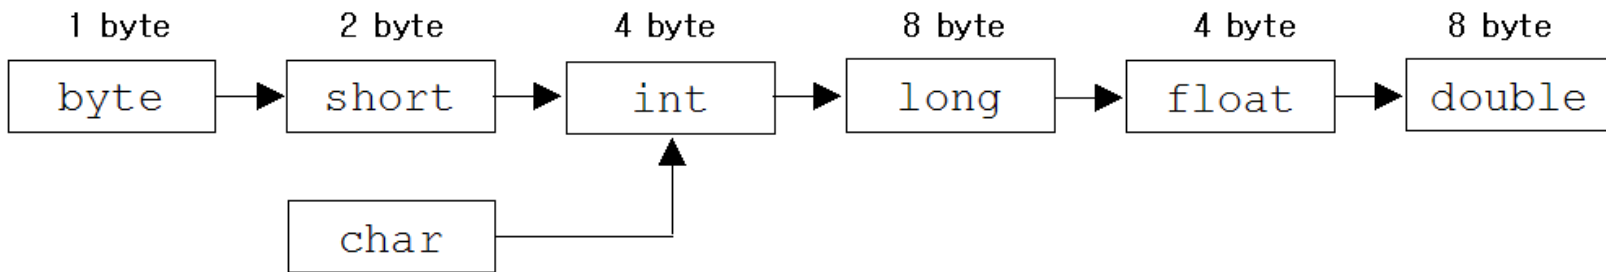 1 byte 2 byte 4 byte 8 byte 4 byte 8 byte
byte short int long float double
char